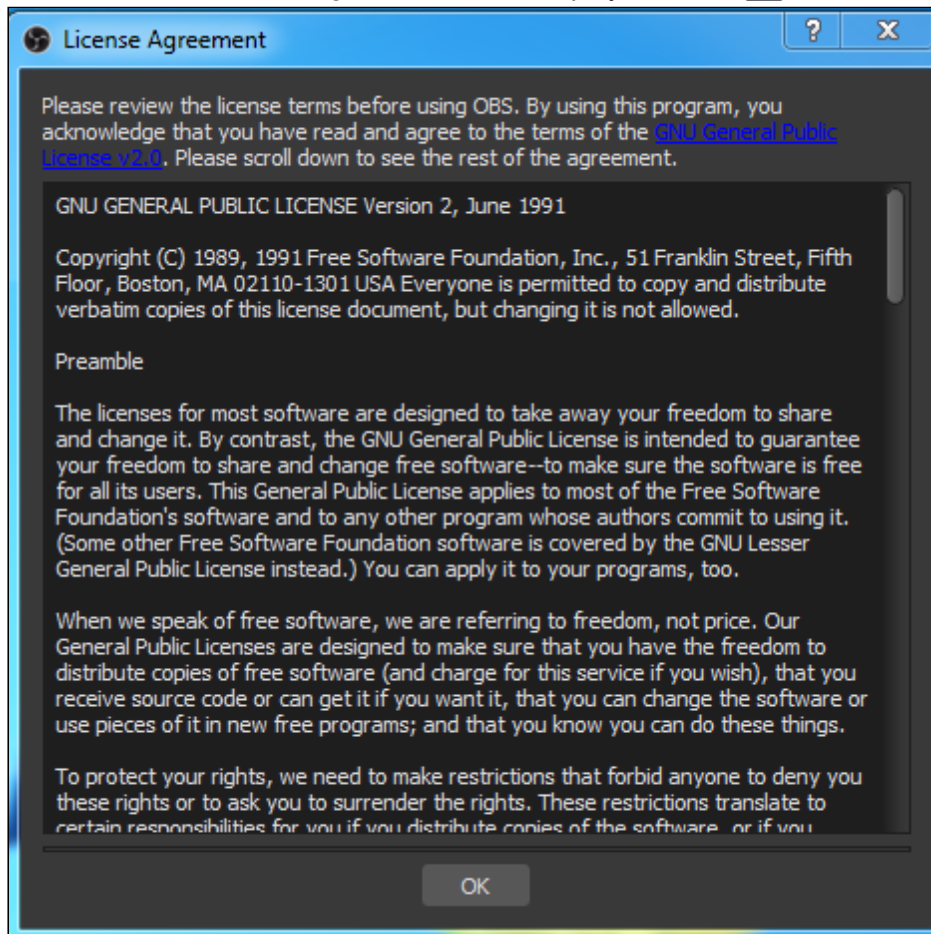 License Agreement
Please review the license terms before using OBS. By using this program, you
acknowledge that you have read and agree to the terms of the GNU General Public
License v2.0. Please scroll down to see the rest of the agreement.
GNU GENERAL PUBLIC LICENSE Version 2, June 1991
Copyright (C) 1989, 1991 Free Software Foundation, Inc., 51 Franklin Street, Fifth
Floor, Boston, MA 02110-1301 USA Everyone is permitted to copy and distribute
verbatim copies of this license document, but changing it is not allowed.
Preamble
The licenses for most software are designed to take away your freedom to share
and change it. By contrast, the GNU General Public License is intended to guarantee
your freedom to share and change free software--to make sure the software is free
for all its users. This General Public License applies to most of the Free Software
Foundation's software and to any other program whose authors commit to using it.
(Some other Free Software Foundation software is covered by the GNU Lesser
General Public License instead.) You can apply it to your programs, too.
When we speak of free software, we are referring to freedom, not price. Our
General Public Licenses are designed to make sure that you have the freedom to
distribute copies of free software (and charge for this service if you wish), that you
receive source code or can get it if you want it, that you can change the software or
use pieces of it in new free programs; and that you know you can do these things.
To protect your rights, we need to make restrictions that forbid anyone to deny you
these rights or to ask you to surrender the rights. These restrictions translate to
certain responsibilities for you if you distribute copies of the software, or if you
OK